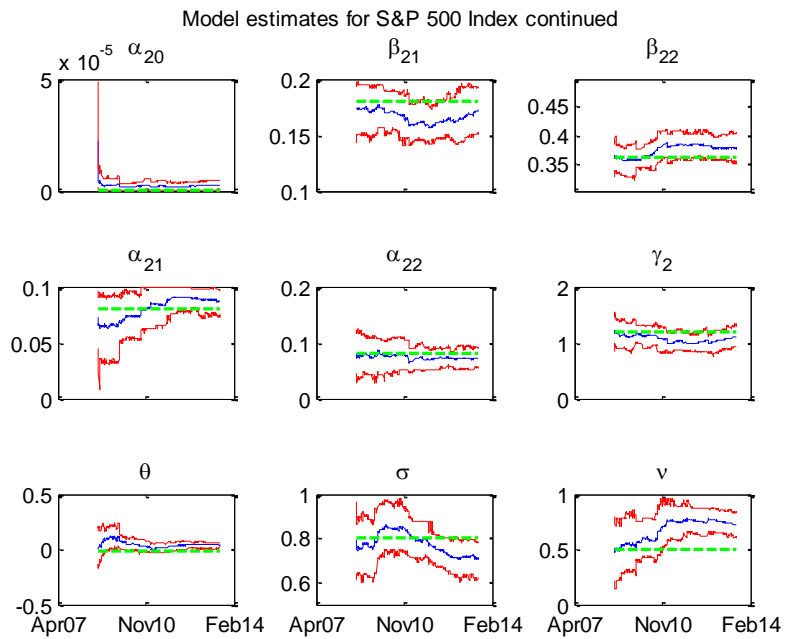 Model estimates for S&P 500 Index continued
x 10^-5 α20 β21 β22
5 0.2 0.45
0.15 0.4
0.35
0 0.1
α21 α22 γ2
0.1 0.2 2
0.05 0.1 1
0 0 0
θ σ ν
0.5 1 1
0 0.8 0.5
0.6
-0.5 0
Apr07 Nov10 Feb14 Apr07 Nov10 Feb14 Apr07 Nov10 Feb14